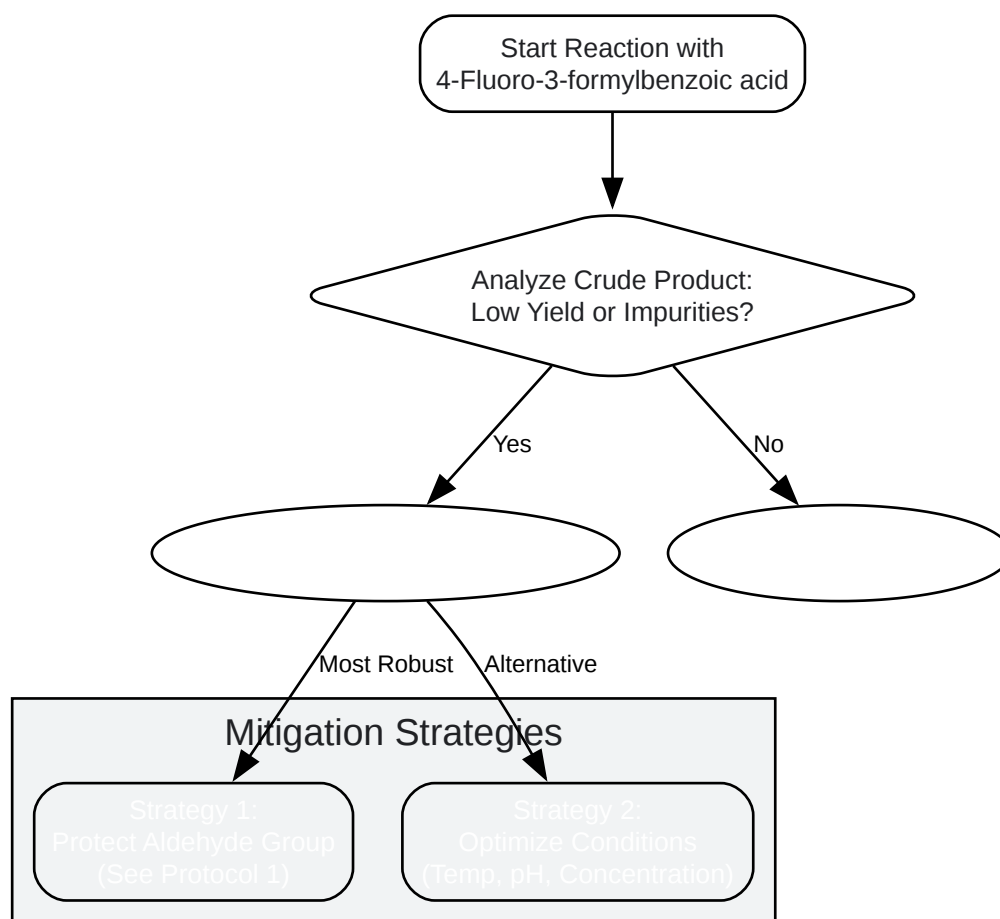 Start Reaction with
4-Fluoro-3-formylbenzoic acid
Analyze Crude Product:
Low Yield or Impurities?
Yes
No
Most Robust
Alternative
Mitigation Strategies
Strategy 1:
Protect Aldehyde Group
(See Protocol 1)
Strategy 2:
Optimize Conditions
(Temp, pH, Concentration)